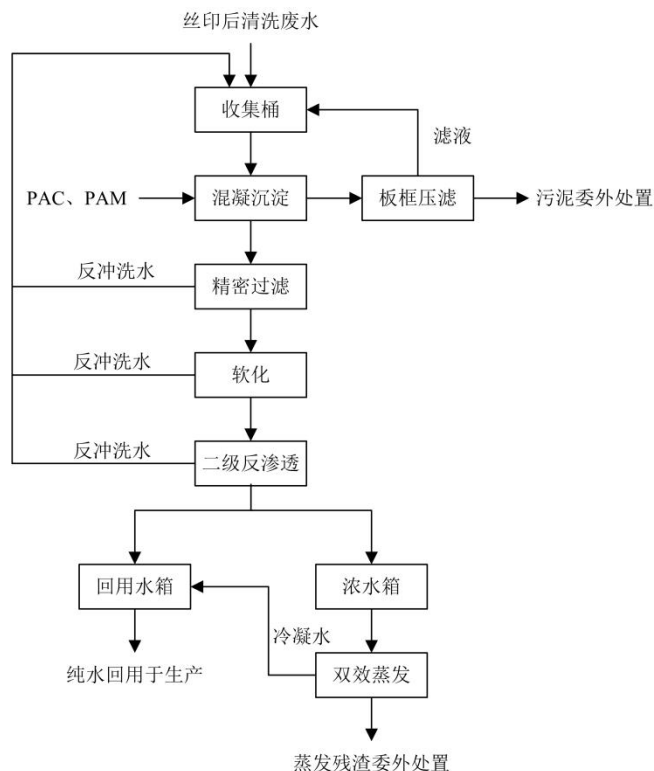 丝印后清洗废水
收集桶
滤液
PAC、PAM
混凝沉淀
板框压滤
污泥委外处置
反冲洗水
精密过滤
反冲洗水
软化
反冲洗水
二级反渗透
回用水箱
浓水箱
冷凝水
纯水回用于生产
双效蒸发
蒸发残渣委外处置